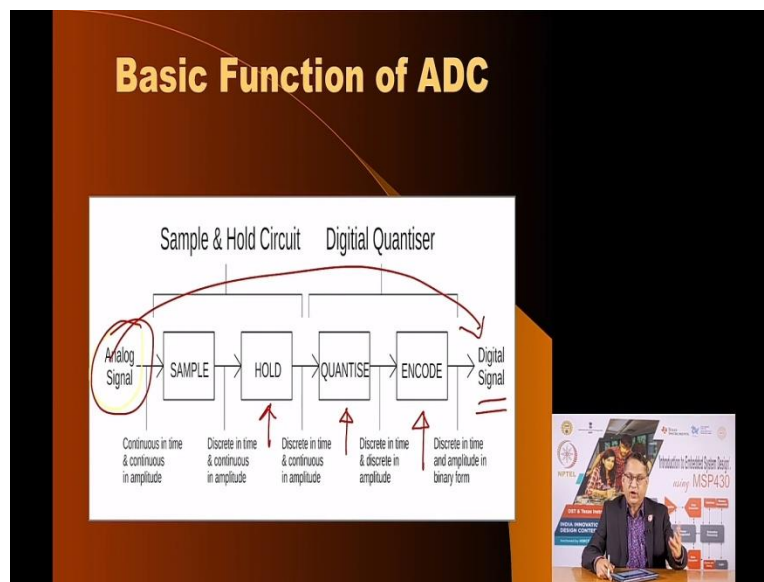 Basic Function of ADC
Sample & Hold Circuit
Digitial Quantiser
Analog
Signal
SAMPLE
HOLD
QUANTISE
ENCODE
Digital
Signal
Continuous in time
& continuous
in amplitude
Discrete in time
& continuous
in amplitude
Discrete in time
& continuous
in amplitude
Discrete in time
& discrete in
amplitude
Discrete in time
and amplitude in
binary form
NPTEL
Introduction to Embedded System Design
using MSP430
DST & Texas
INDIA INNOVATION
DESIGN CONTEST